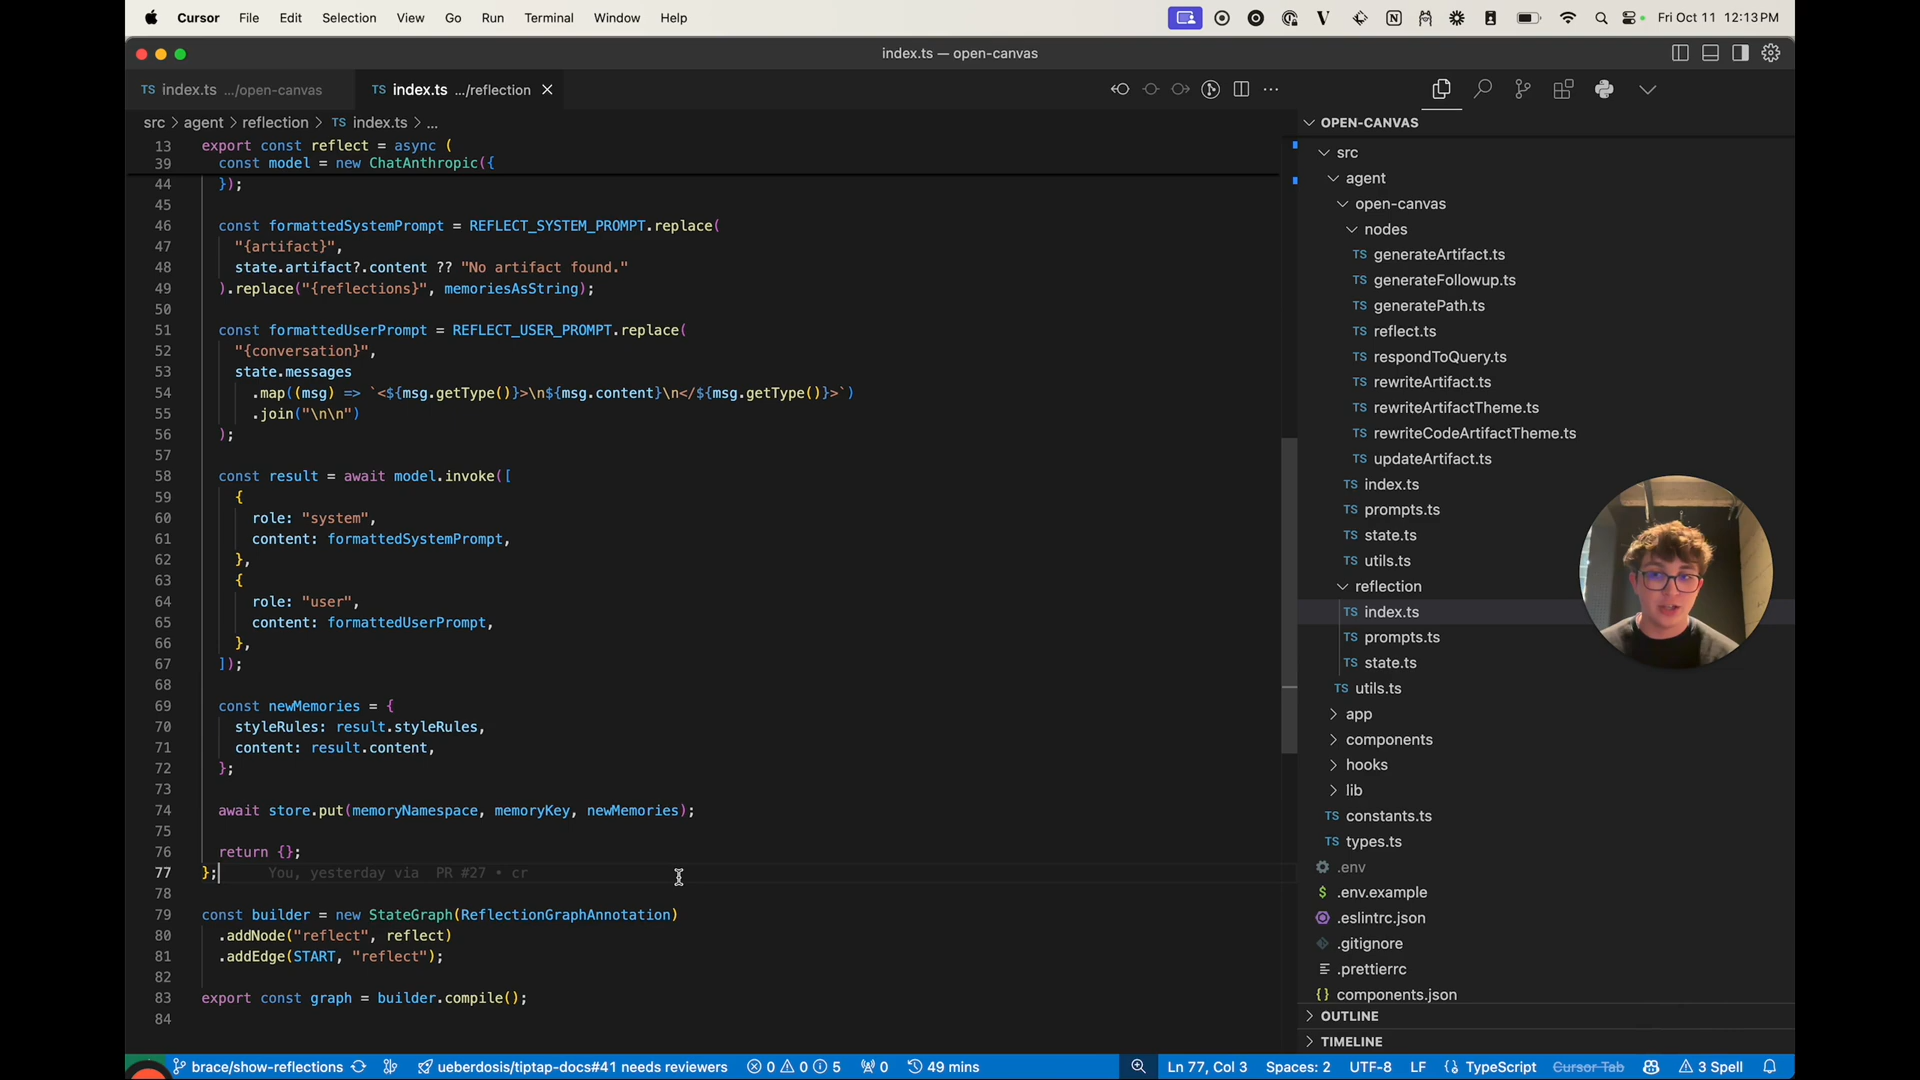 Cursor File Edit Selection View Go Run Terminal Window Help
Fri Oct 11 12:13 PM
index.ts — open-canvas
TS index.ts .../open-canvas
TS index.ts .../reflection
src > agent > reflection > TS index.ts > ...
13 export const reflect = async (
39 const model = new ChatAnthropic({
44 });
45
46 const formattedSystemPrompt = REFLECT_SYSTEM_PROMPT.replace(
47 "{artifact}",
48 state.artifact?.content ?? "No artifact found."
49 ).replace("{reflections}", memoriesAsString);
50
51 const formattedUserPrompt = REFLECT_USER_PROMPT.replace(
52 "{conversation}",
53 state.messages
54 .map((msg) => `<${msg.getType()}>\n${msg.content}\n</${msg.getType()}>`)
55 .join("\n\n")
56 );
57
58 const result = await model.invoke([
59 {
60 role: "system",
61 content: formattedSystemPrompt,
62 },
63 {
64 role: "user",
65 content: formattedUserPrompt,
66 },
67 ]);
68
69 const newMemories = {
70 styleRules: result.styleRules,
71 content: result.content,
72 };
73
74 await store.put(memoryNamespace, memoryKey, newMemories);
75
76 return {};
77 }; You, yesterday via PR #27 • cr
78
79 const builder = new StateGraph(ReflectionGraphAnnotation)
80 .addNode("reflect", reflect)
81 .addEdge(START, "reflect");
82
83 export const graph = builder.compile();
84
OPEN-CANVAS
src
agent
open-canvas
nodes
TS generateArtifact.ts
TS generateFollowup.ts
TS generatePath.ts
TS reflect.ts
TS respondToQuery.ts
TS rewriteArtifact.ts
TS rewriteArtifactTheme.ts
TS rewriteCodeArtifactTheme.ts
TS updateArtifact.ts
TS index.ts
TS prompts.ts
TS state.ts
TS utils.ts
reflection
TS index.ts
TS prompts.ts
TS state.ts
TS utils.ts
app
components
hooks
lib
TS constants.ts
TS types.ts
.env
$ .env.example
.eslintrc.json
.gitignore
.prettierrc
{} components.json
OUTLINE
TIMELINE
brace/show-reflections ueberdosis/tiptap-docs#41 needs reviewers 0 0 5 0 49 mins Ln 77, Col 3 Spaces: 2 UTF-8 LF {} TypeScript Cursor Tab 3 Spell